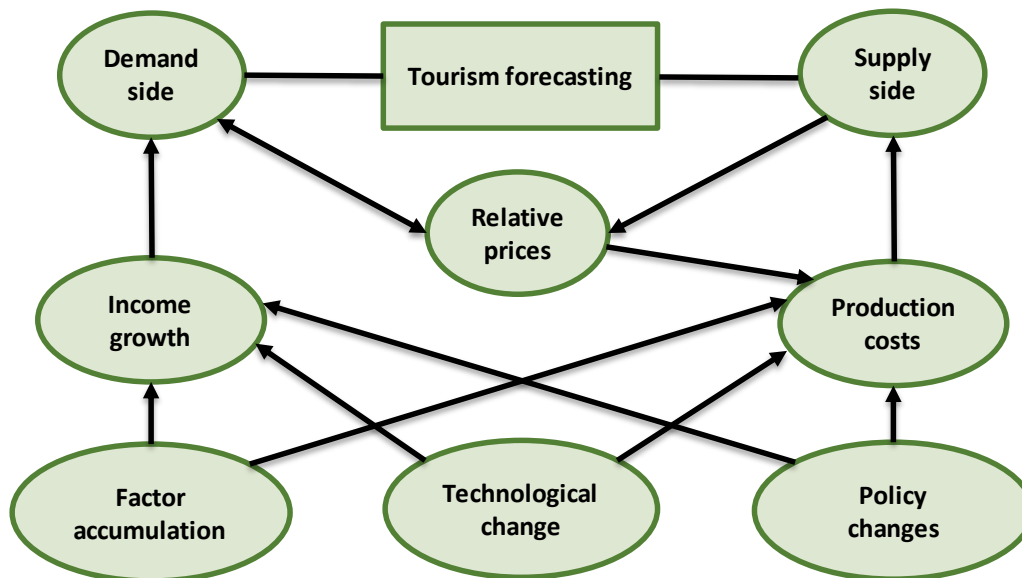 Demand
side
Tourism forecasting
Supply
side
Relative
prices
Income
growth
Production
costs
Factor
accumulation
Technological
change
Policy
changes